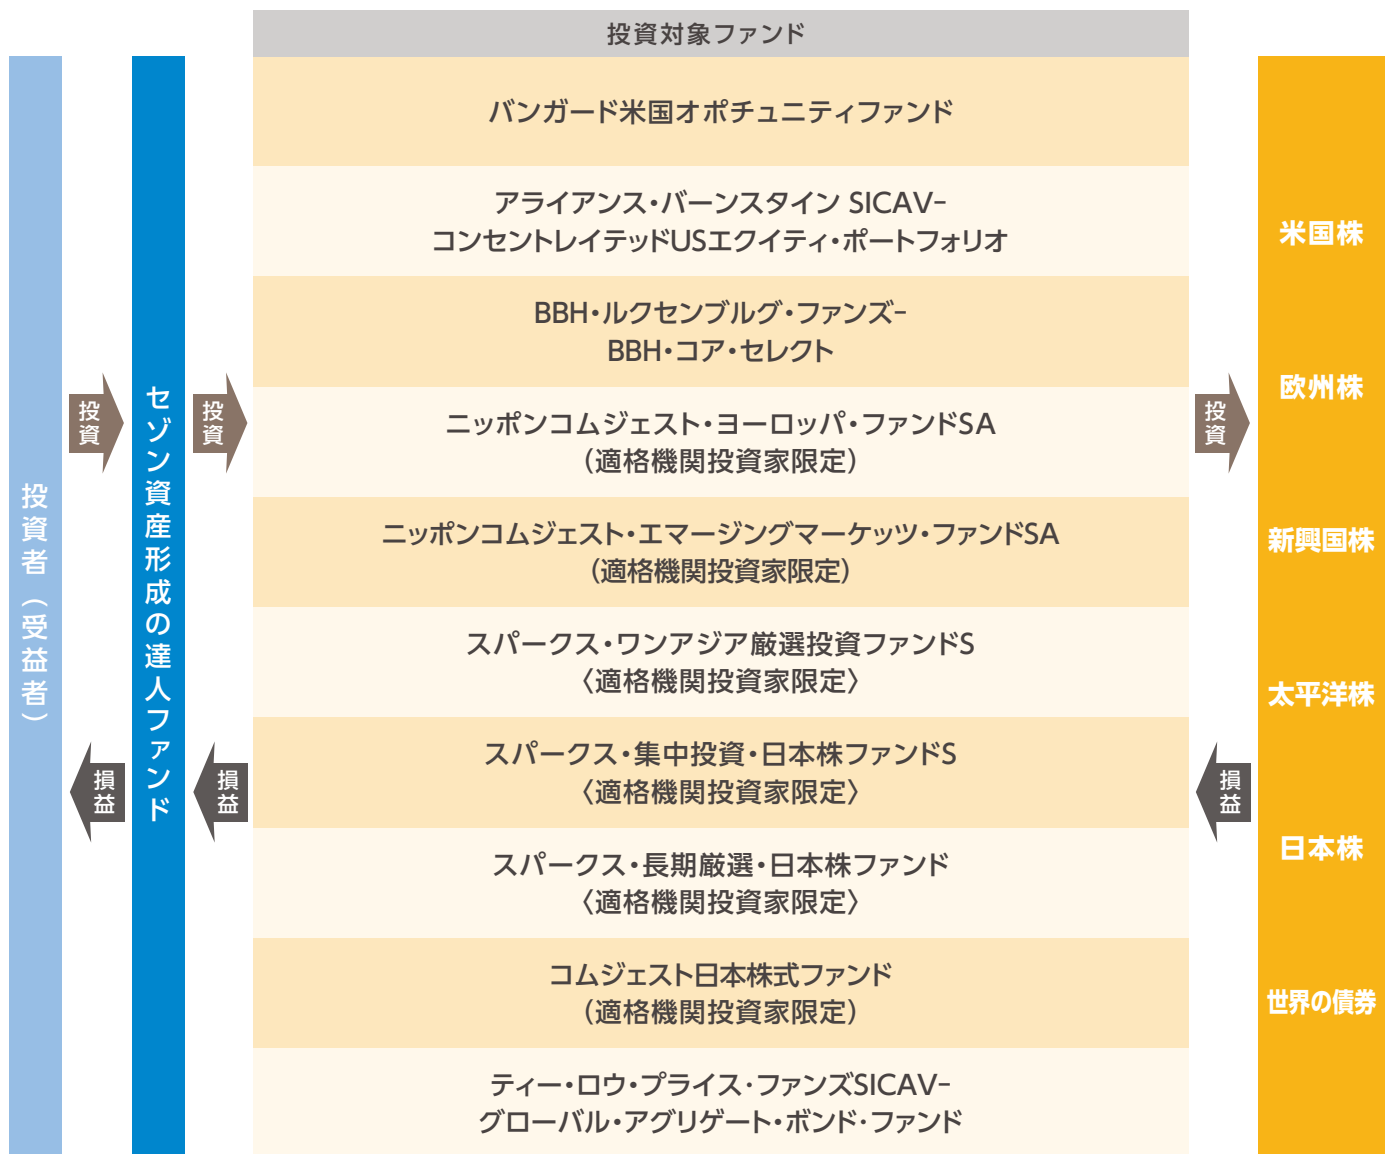 投資対象ファンド
投資者（受益者）
投資
損益
セゾン資産形成の達人ファンド
投資
損益
バンガード米国オポチュニティファンド
アライアンス・バーンスタイン SICAV-
コンセントレイテッドUSエクイティ・ポートフォリオ
BBH・ルクセンブルグ・ファンズ-
BBH・コア・セレクト
ニッポンコムジェスト・ヨーロッパ・ファンドSA
（適格機関投資家限定）
ニッポンコムジェスト・エマージングマーケッツ・ファンドSA
（適格機関投資家限定）
スパークス・ワンアジア厳選投資ファンドS
〈適格機関投資家限定〉
スパークス・集中投資・日本株ファンドS
〈適格機関投資家限定〉
スパークス・長期厳選・日本株ファンド
〈適格機関投資家限定〉
コムジェスト日本株式ファンド
（適格機関投資家限定）
ティー・ロウ・プライス・ファンズSICAV-
グローバル・アグリゲート・ボンド・ファンド
投資
損益
米国株
欧州株
新興国株
太平洋株
日本株
世界の債券